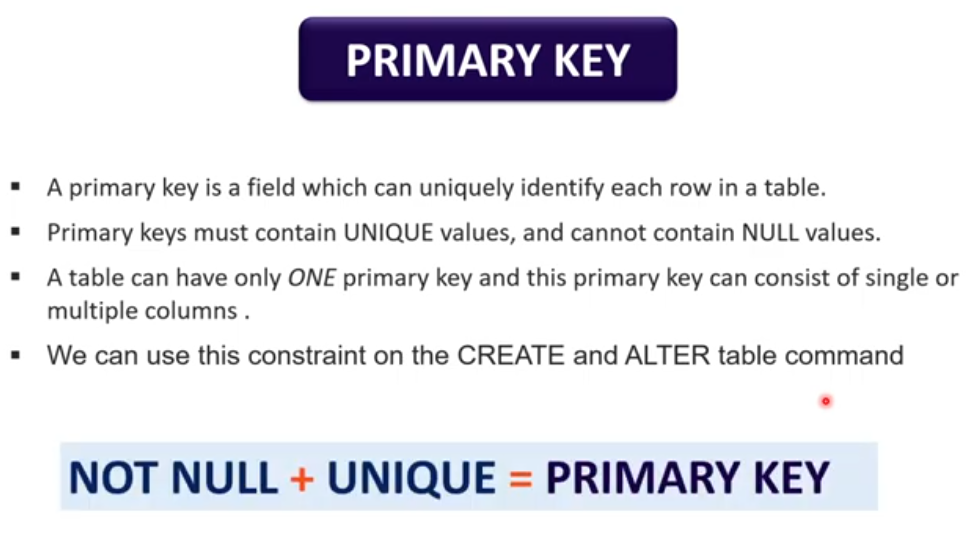 PRIMARY KEY
▪ A primary key is a field which can uniquely identify each row in a table.
▪ Primary keys must contain UNIQUE values, and cannot contain NULL values.
▪ A table can have only ONE primary key and this primary key can consist of single or
multiple columns .
▪ We can use this constraint on the CREATE and ALTER table command
NOT NULL + UNIQUE = PRIMARY KEY